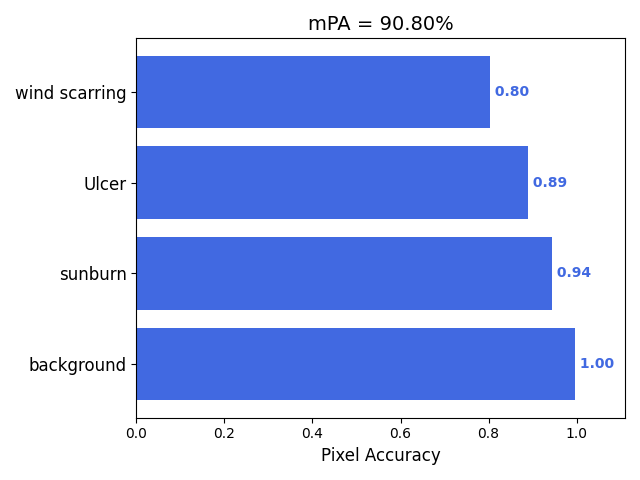 mPA = 90.80%
wind scarring
0.80
Ulcer
0.89
sunburn
0.94
background
1.00
0.0 0.2 0.4 0.6 0.8 1.0
Pixel Accuracy